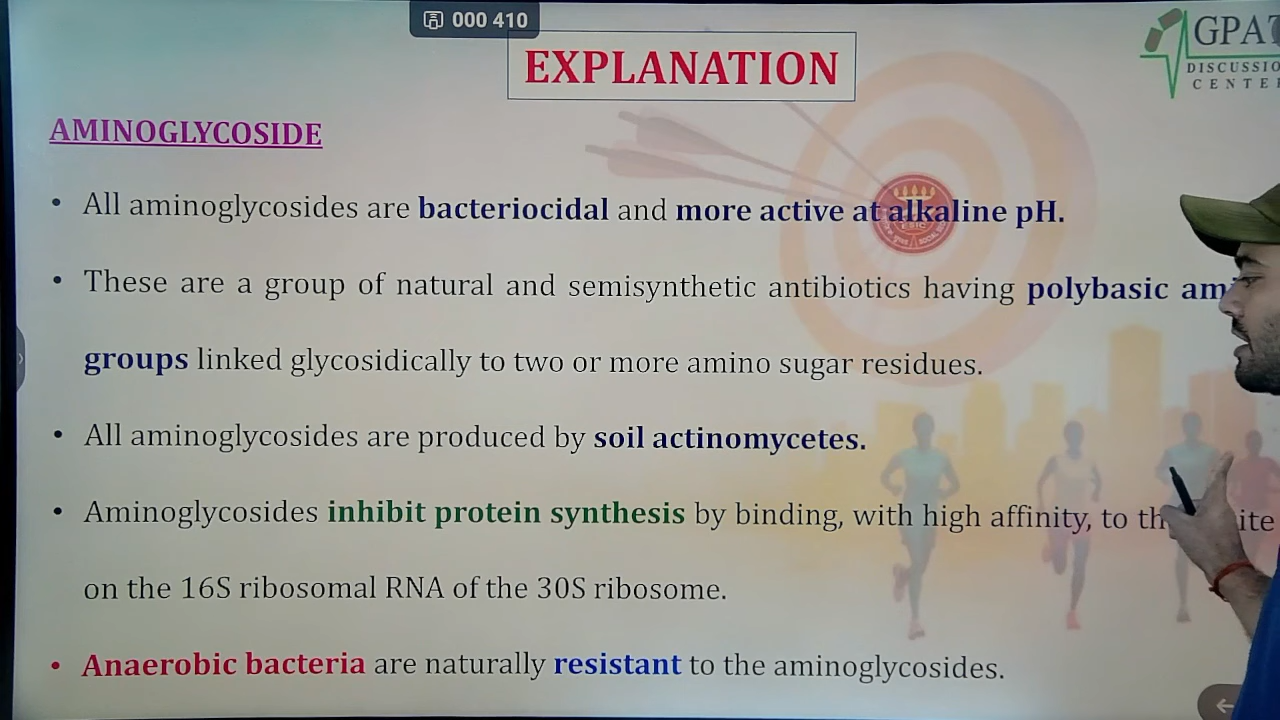 000 410
EXPLANATION
GPAT
DISCUSSIO
CENTE
AMINOGLYCOSIDE
• All aminoglycosides are bacteriocidal and more active at alkaline pH.
• These are a group of natural and semisynthetic antibiotics having polybasic
groups linked glycosidically to two or more amino sugar residues.
• All aminoglycosides are produced by soil actinomycetes.
• Aminoglycosides inhibit protein synthesis by binding, with high affinity, to
on the 16S ribosomal RNA of the 30S ribosome.
• Anaerobic bacteria are naturally resistant to the aminoglycosides.